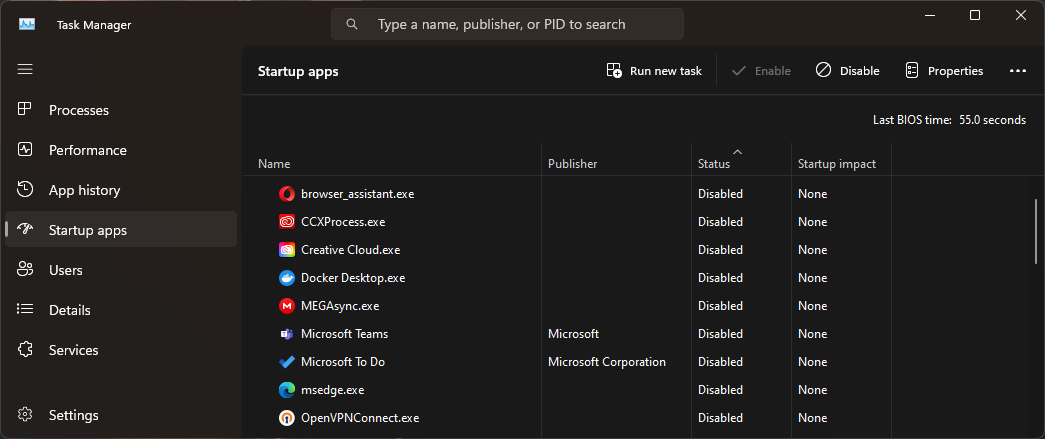 Task Manager
Type a name, publisher, or PID to search
Startup apps
Run new task
Enable
Disable
Properties
Processes
Performance
App history
Startup apps
Users
Details
Services
Settings
Last BIOS time: 55.0 seconds
Name Publisher Status Startup impact
browser_assistant.exe Disabled None
CCXProcess.exe Disabled None
Creative Cloud.exe Disabled None
Docker Desktop.exe Disabled None
MEGAsync.exe Disabled None
Microsoft Teams Microsoft Disabled None
Microsoft To Do Microsoft Corporation Disabled None
msedge.exe Disabled None
OpenVPNConnect.exe Disabled None